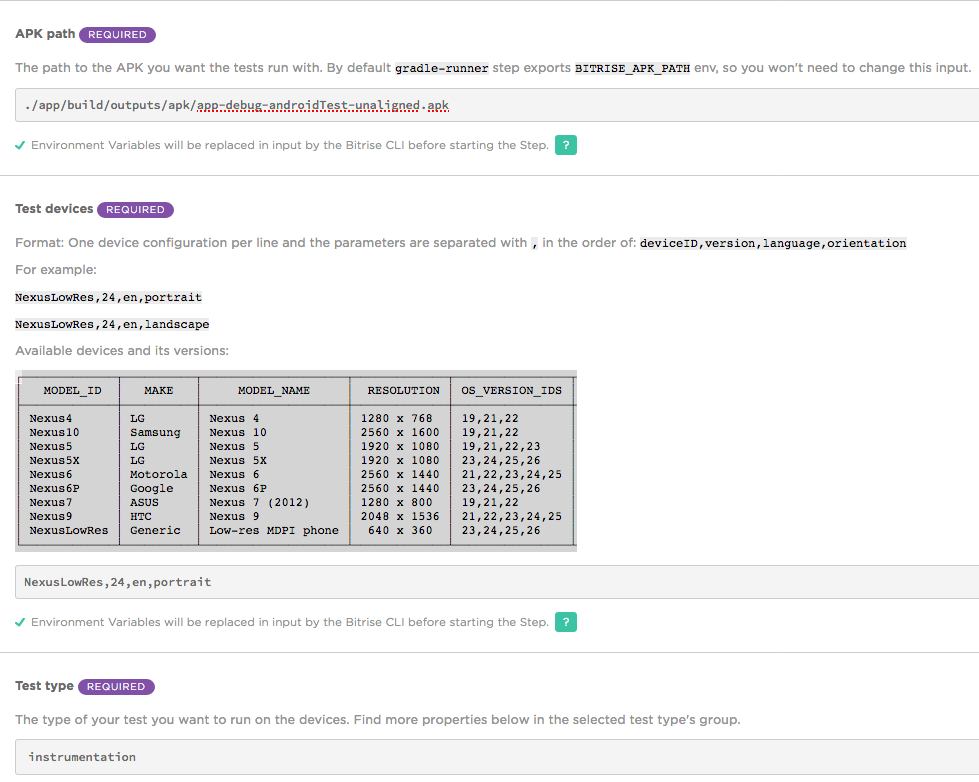 APK path REQUIRED
The path to the APK you want the tests run with. By default gradle-runner step exports BITRISE_APK_PATH env, so you won't need to change this input.
./app/build/outputs/apk/app-debug-androidTest-unaligned.apk
Environment Variables will be replaced in input by the Bitrise CLI before starting the Step. ?
Test devices REQUIRED
Format: One device configuration per line and the parameters are separated with , in the order of: deviceID,version,language,orientation
For example:
NexusLowRes,24,en,portrait
NexusLowRes,24,en,landscape
Available devices and its versions:
MODEL_ID MAKE MODEL_NAME RESOLUTION OS_VERSION_IDS
Nexus4 LG Nexus 4 1280 x 768 19,21,22
Nexus10 Samsung Nexus 10 2560 x 1600 19,21,22
Nexus5 LG Nexus 5 1920 x 1080 19,21,22,23
Nexus5X LG Nexus 5X 1920 x 1080 23,24,25,26
Nexus6 Motorola Nexus 6 2560 x 1440 21,22,23,24,25
Nexus6P Google Nexus 6P 2560 x 1440 23,24,25,26
Nexus7 ASUS Nexus 7 (2012) 1280 x 800 19,21,22
Nexus9 HTC Nexus 9 2048 x 1536 21,22,23,24,25
NexusLowRes Generic Low-res MDPI phone 640 x 360 23,24,25,26
NexusLowRes,24,en,portrait
Environment Variables will be replaced in input by the Bitrise CLI before starting the Step. ?
Test type REQUIRED
The type of your test you want to run on the devices. Find more properties below in the selected test type's group.
instrumentation